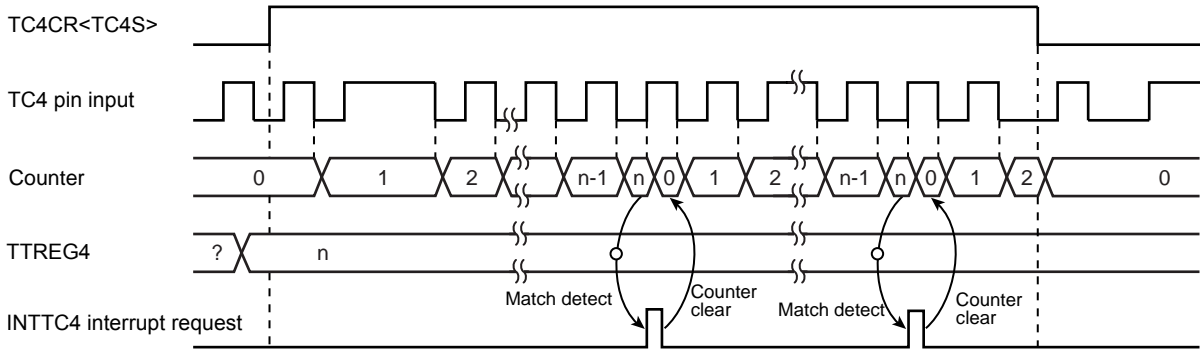 TC4CR<TC4S>
TC4 pin input
Counter 0 1 2 n-1 n 0 1 2 n-1 n 0 1 2 0
TTREG4 ? n
Match detect Counter clear Match detect Counter clear
INTTC4 interrupt request